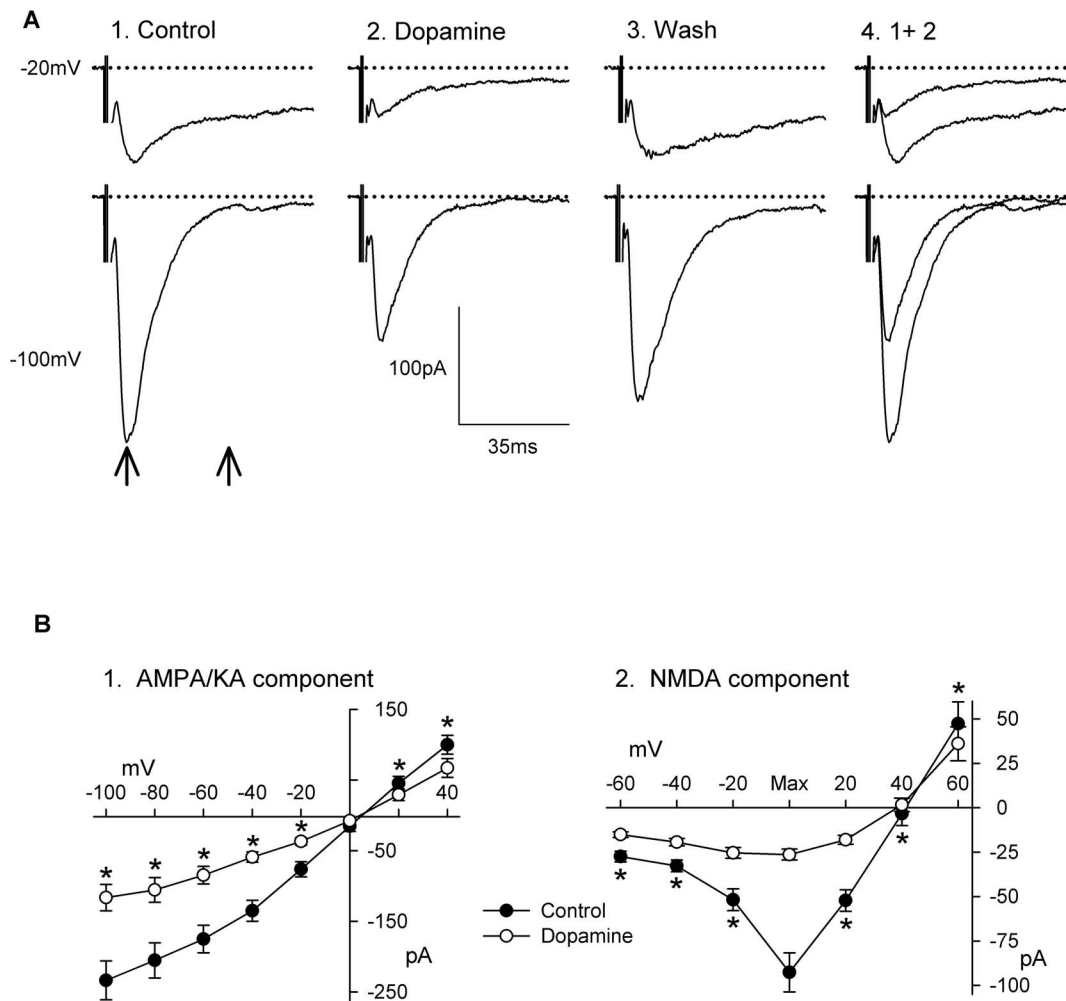 A
1. Control 2. Dopamine 3. Wash 4. 1+ 2
-20mV
-100mV
100pA
35ms
B
1. AMPA/KA component
150
mV
-100 -80 -60 -40 -20 20 40
* * * * * * *
-50
-150
-250
pA
Control
Dopamine
2. NMDA component
*
50
mV
25
-60 -40 -20 Max 20 40 60
0
-25
* * * * *
-50
-75
-100
pA